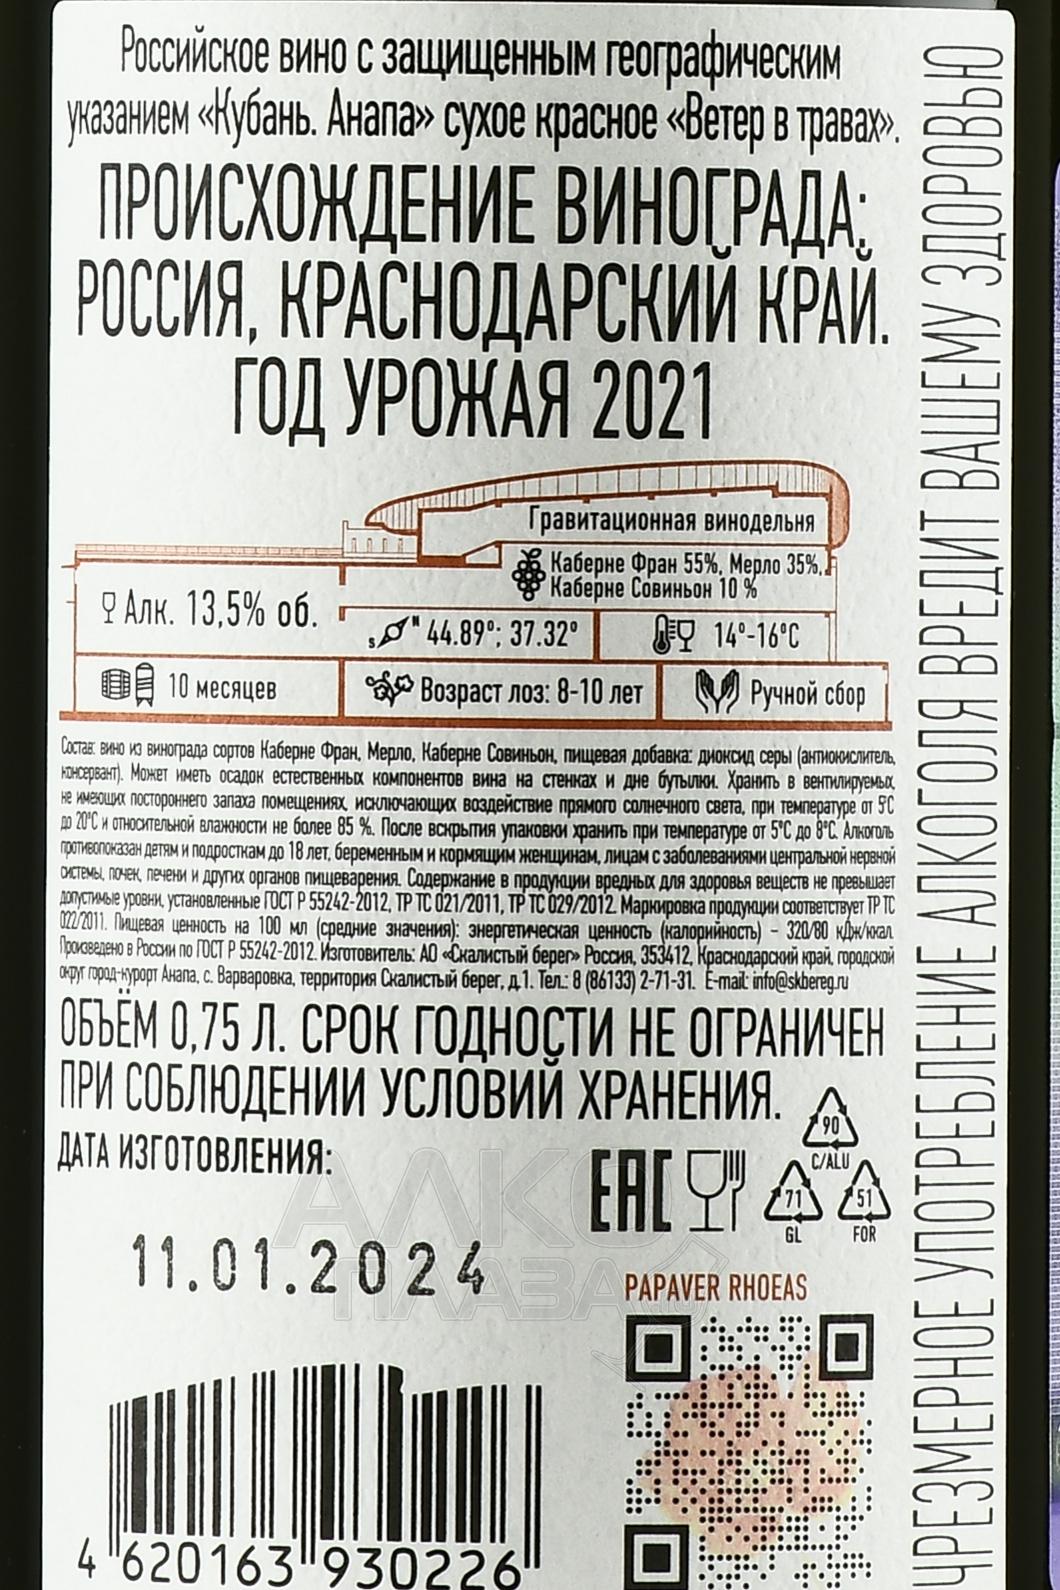 Российское вино с защищенным географическим
указанием «Кубань. Анапа» сухое красное «Ветер в травах».
ПРОИСХОЖДЕНИЕ ВИНОГРАДА:
РОССИЯ, КРАСНОДАРСКИЙ КРАЙ.
ГОД УРОЖАЯ 2021
Гравитационная винодельня
Каберне Фран 55%, Мерло 35%,
Каберне Совиньон 10 %
Алк. 13,5% об.
S N 44.89°; 37.32°
14°-16°C
10 месяцев
Возраст лоз: 8-10 лет
Ручной сбор
Состав: вино из винограда сортов Каберне Фран, Мерло, Каберне Совиньон, пищевая добавка: диоксид серы (антиокислитель,
консервант). Может иметь осадок естественных компонентов вина на стенках и дне бутылки. Хранить в вентилируемых,
не имеющих постороннего запаха помещениях, исключающих воздействие прямого солнечного света, при температуре от 5°C
до 20°C и относительной влажности не более 85 %. После вскрытия упаковки хранить при температуре от 5°C до 8°C. Алкоголь
противопоказан детям и подросткам до 18 лет, беременным и кормящим женщинам, лицам с заболеваниями центральной нервной
системы, почек, печени и других органов пищеварения. Содержание в продукции вредных для здоровья веществ не превышает
допустимые уровни, установленные ГОСТ Р 55242-2012, ТР ТС 021/2011, ТР ТС 029/2012. Маркировка продукции соответствует ТР ТС
022/2011. Пищевая ценность на 100 мл (средние значения): энергетическая ценность (калорийность) – 320/80 кДж/ккал.
Произведено в России по ГОСТ Р 55242-2012. Изготовитель: АО «Скалистый берег» Россия, 353412, Краснодарский край, городской
округ город-курорт Анапа, с. Варваровка, территория Скалистый берег, д.1. Тел.: 8 (86133) 2-71-31. E-mail: info@skbereg.ru
ОБЪЁМ 0,75 Л. СРОК ГОДНОСТИ НЕ ОГРАНИЧЕН
ПРИ СОБЛЮДЕНИИ УСЛОВИЙ ХРАНЕНИЯ.
ДАТА ИЗГОТОВЛЕНИЯ:
11.01.2024
EAC
90
C/ALU
71
GL
51
FOR
АЛКО
ПЛАЗА
PAPAVER RHOEAS
4 620163 930226
ЧРЕЗМЕРНОЕ УПОТРЕБЛЕНИЕ АЛКОГОЛЯ ВРЕДИТ ВАШЕМУ ЗДОРОВЬЮ